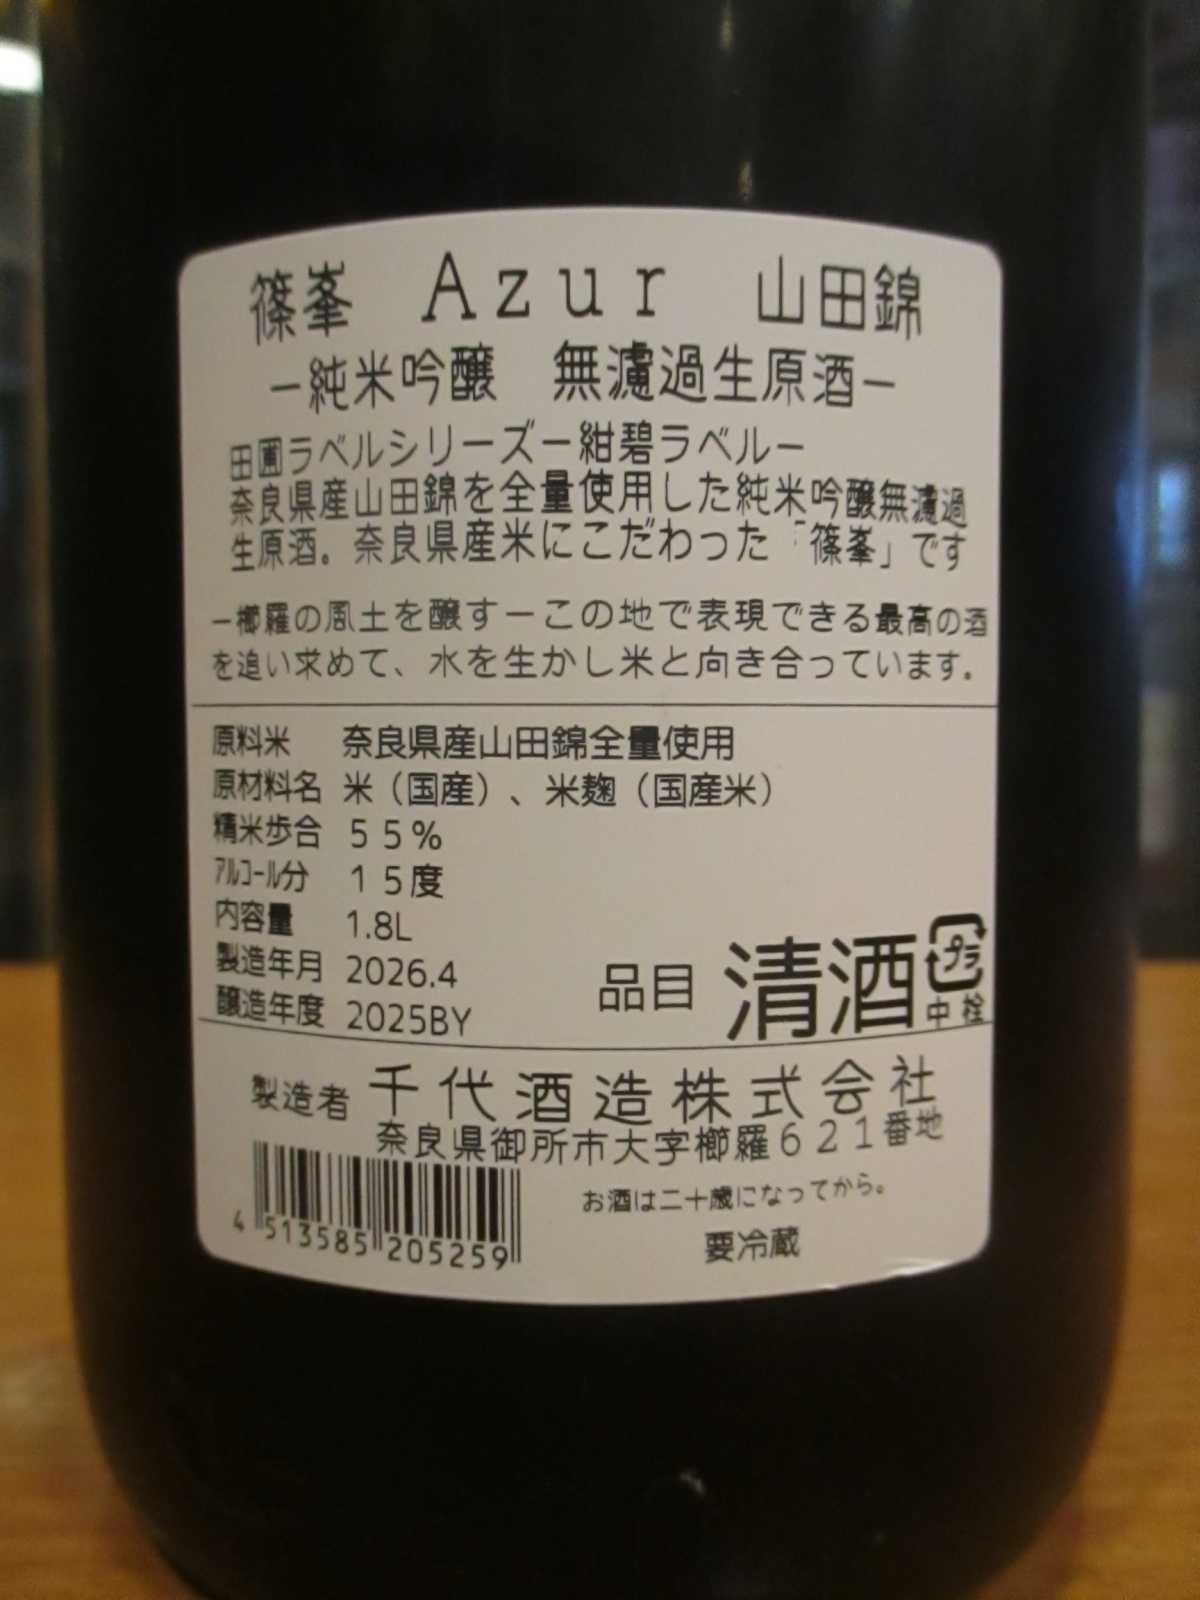 篠峯 Azur 山田錦
ー純米吟醸 無濾過生原酒ー
田圃ラベルシリーズー紺碧ラベルー
奈良県産山田錦を全量使用した純米吟醸無濾過
生原酒。奈良県産米にこだわった「篠峯」です
ー櫛羅の風土を醸すーこの地で表現できる最高の酒
を追い求めて、水を生かし米と向き合っています。
原料米 奈良県産山田錦全量使用
原材料名 米（国産）、米麹（国産米）
精米歩合 55%
アルコール分 15度
内容量 1.8L
製造年月 2026.4
醸造年度 2025BY
品目 清酒
プラ
中栓
製造者 千代酒造株式会社
奈良県御所市大字櫛羅621番地
4 513585 205259
お酒は二十歳になってから。
要冷蔵